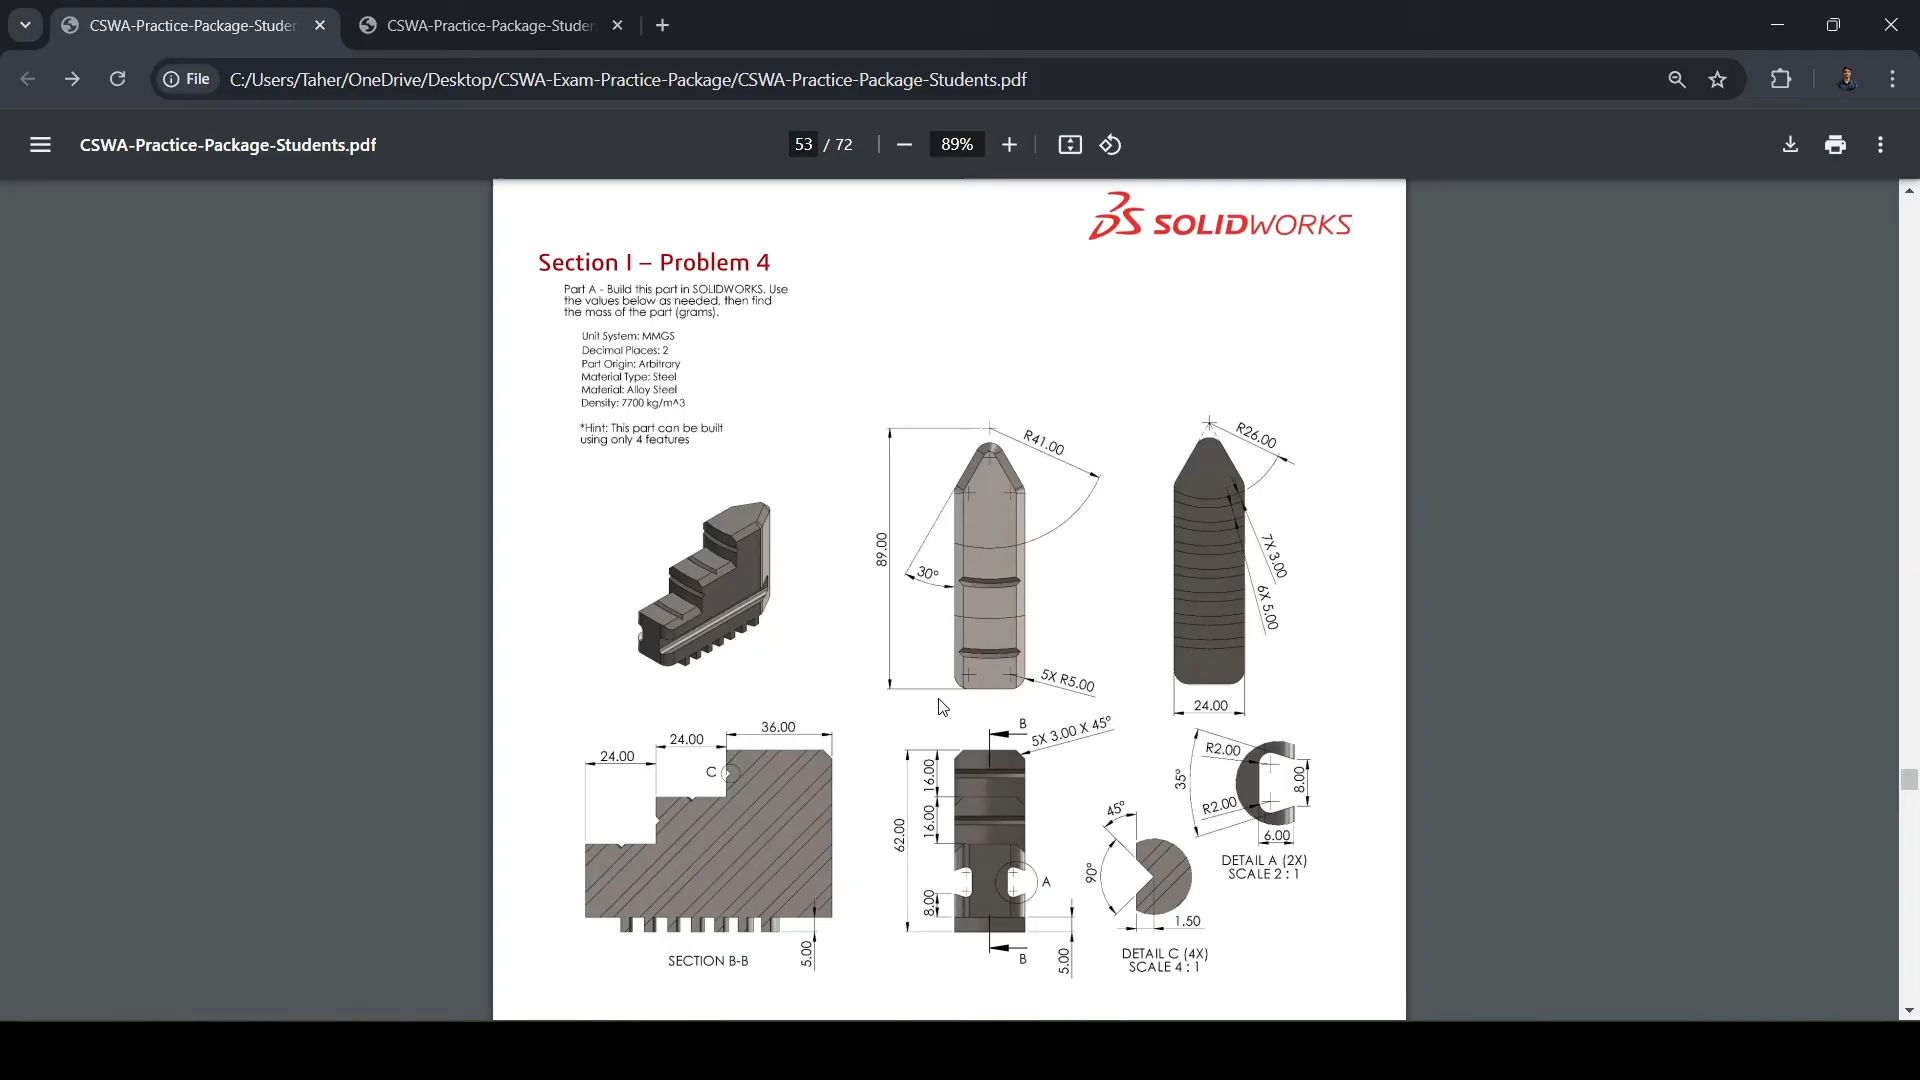 CSWA-Practice-Package-Studen
CSWA-Practice-Package-Studen
File
C:/Users/Taher/OneDrive/Desktop/CSWA-Exam-Practice-Package/CSWA-Practice-Package-Students.pdf
CSWA-Practice-Package-Students.pdf
53 / 72
89%
SOLIDWORKS
Section I – Problem 4
Part A - Build this part in SOLIDWORKS. Use
the values below as needed, then find
the mass of the part (grams).
Unit System: MMGS
Decimal Places: 2
Part Origin: Arbitrary
Material Type: Steel
Material: Alloy Steel
Density: 7700 kg/m^3
*Hint: This part can be built
using only 4 features
R41.00
89.00
30°
5X R5.00
R26.00
7X 3.00
6X 5.00
24.00
36.00
24.00
24.00
C
5.00
SECTION B-B
B
5X 3.00 X 45°
16.00
16.00
62.00
8.00
A
B
5.00
45°
90°
1.50
DETAIL C (4X)
SCALE 4 : 1
R2.00
35°
8.00
R2.00
6.00
DETAIL A (2X)
SCALE 2 : 1